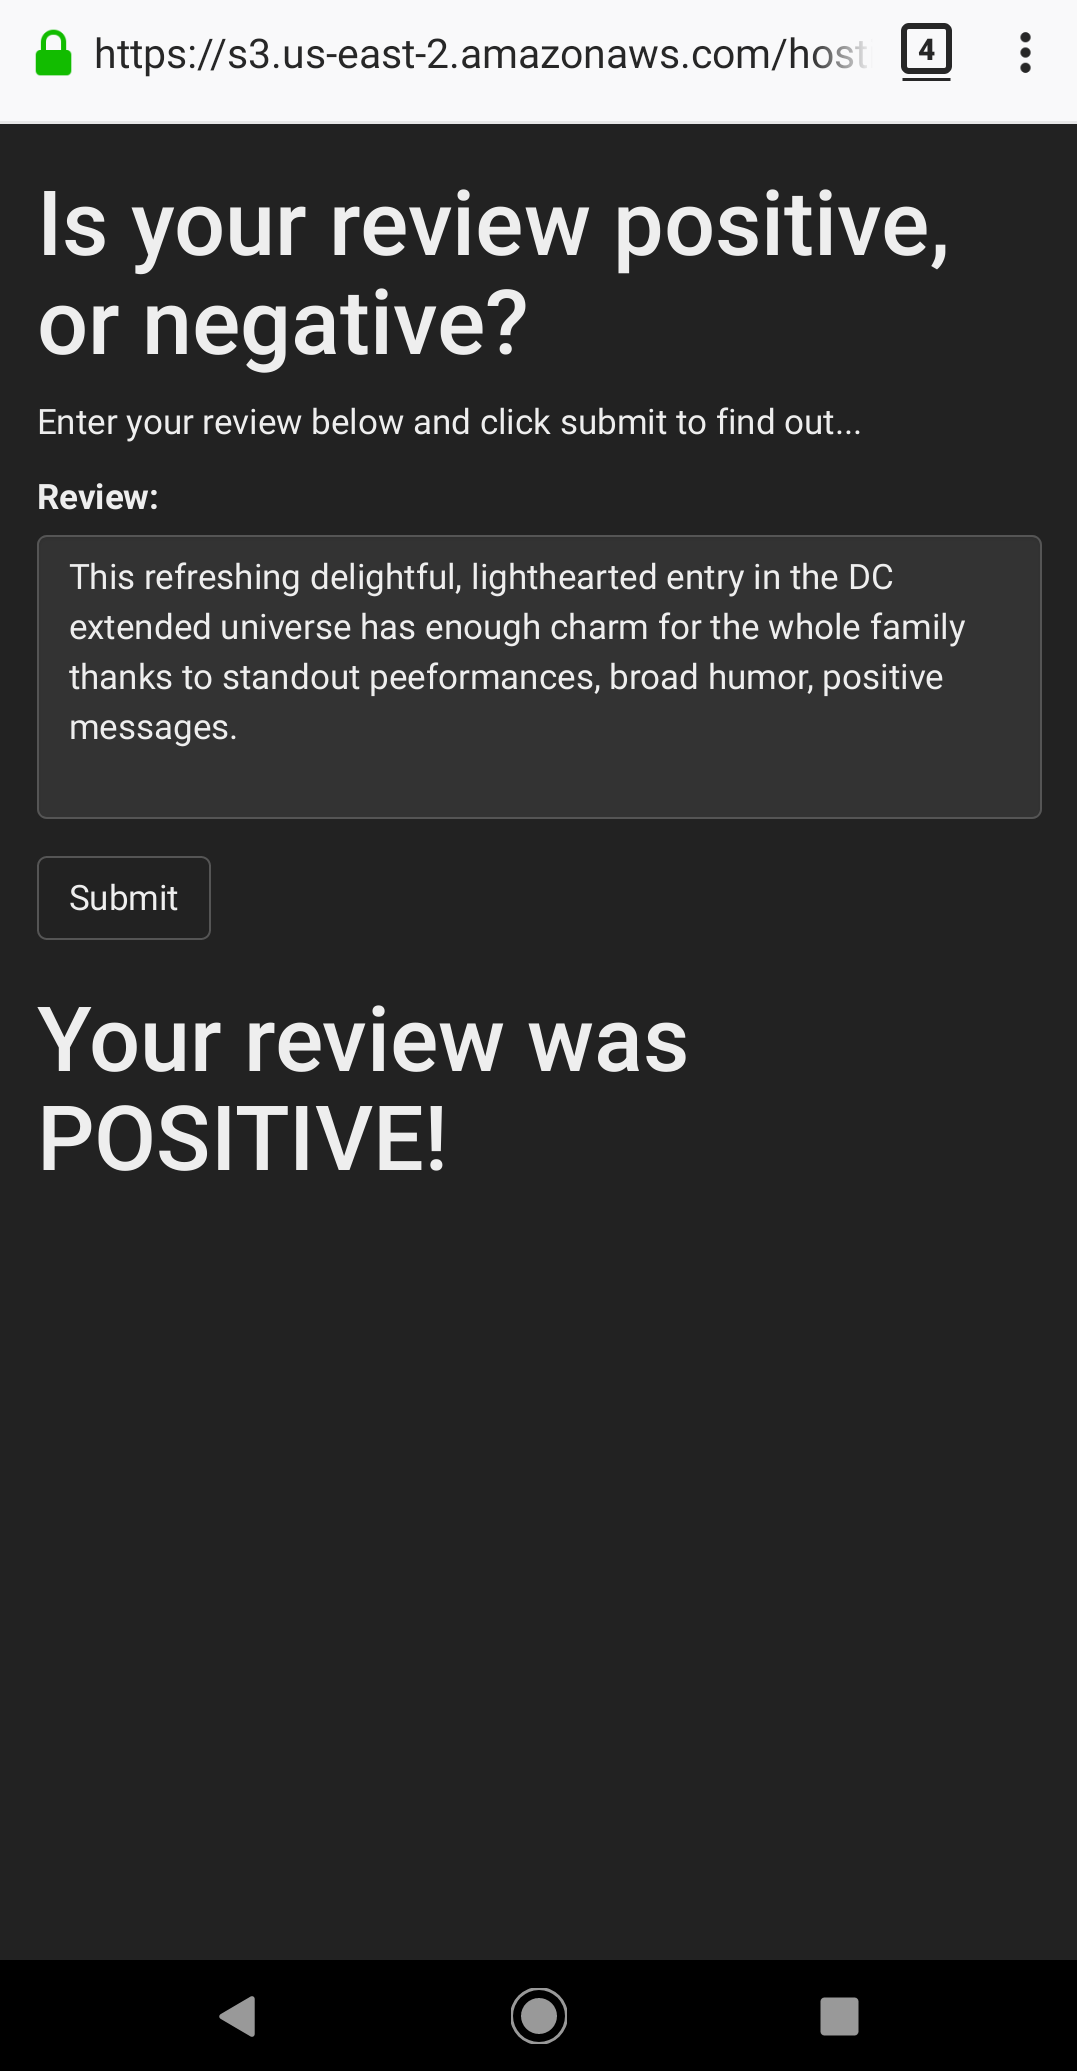 https://s3.us-east-2.amazonaws.com/host
4
Is your review positive,
or negative?
Enter your review below and click submit to find out...
Review:
This refreshing delightful, lighthearted entry in the DC
extended universe has enough charm for the whole family
thanks to standout peeformances, broad humor, positive
messages.
Submit
Your review was
POSITIVE!